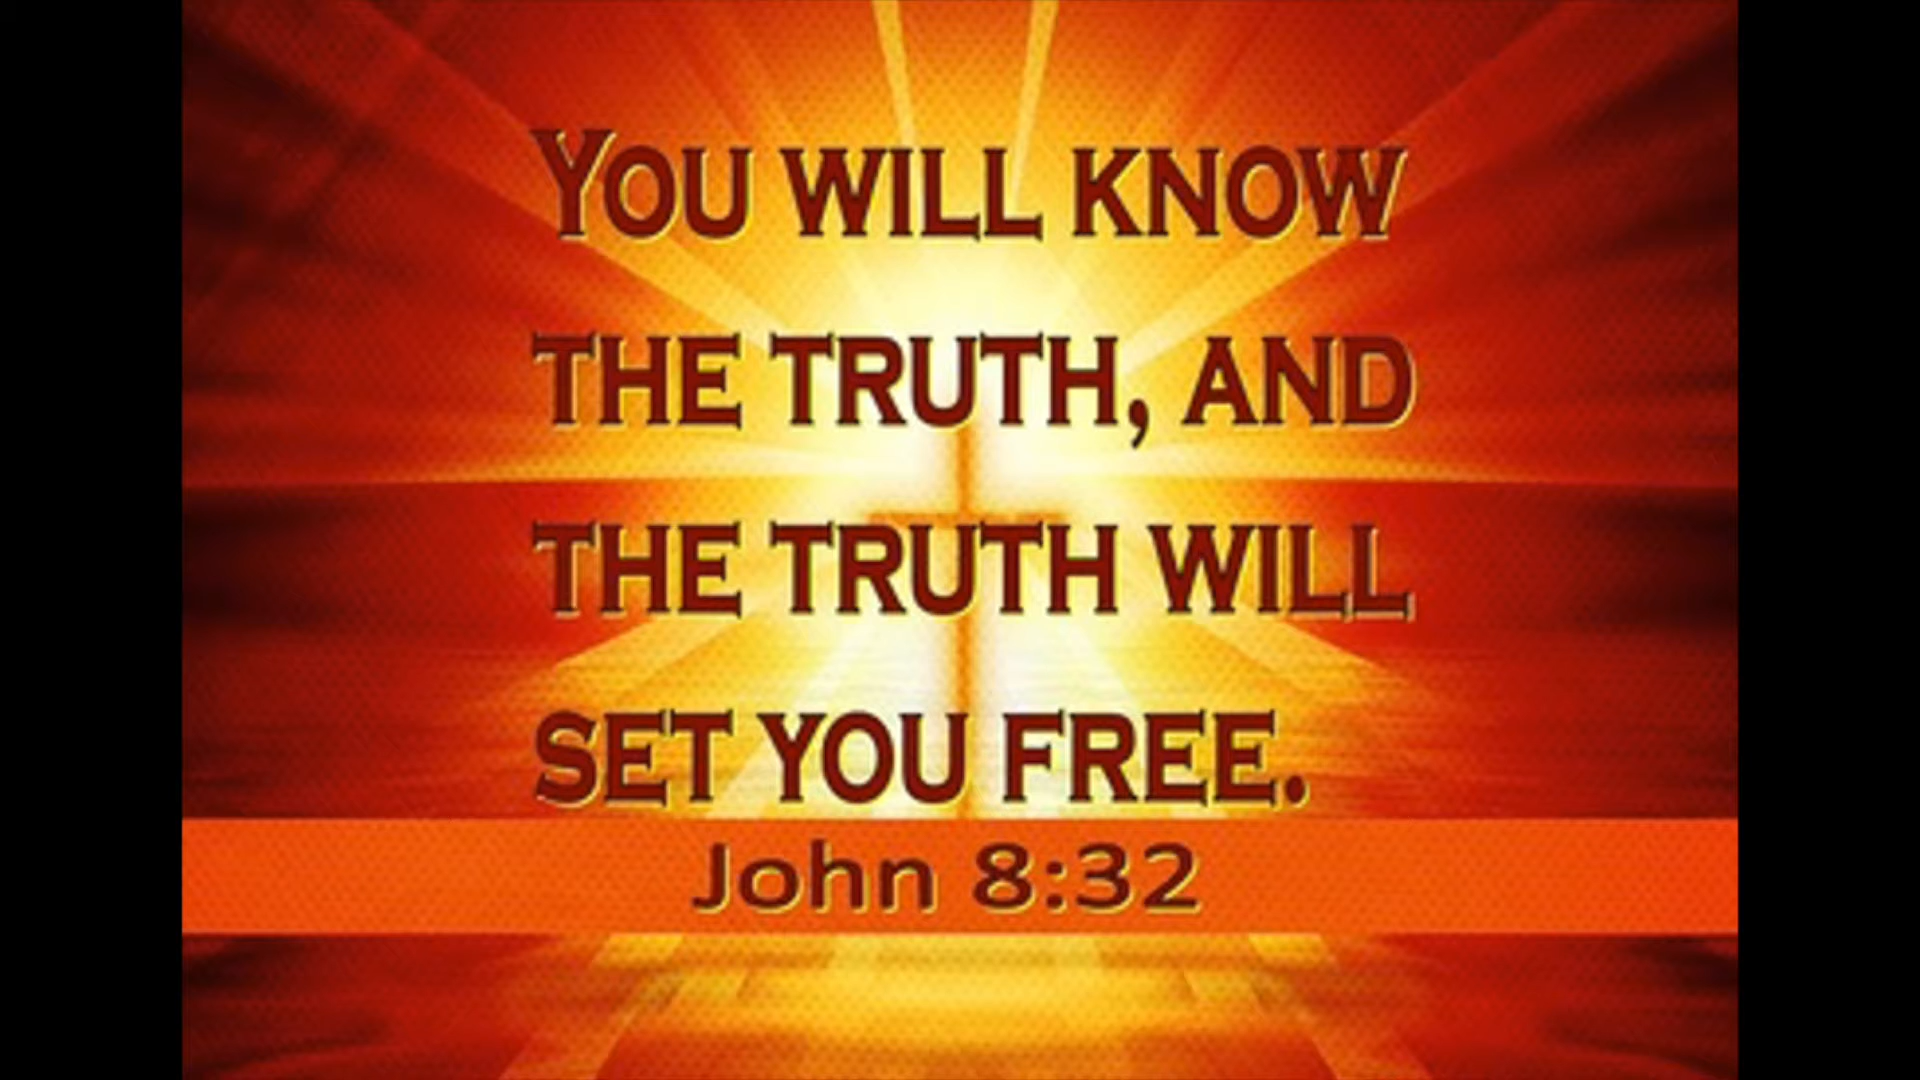 You will know
the truth, and
the truth will
set you free.
John 8:32